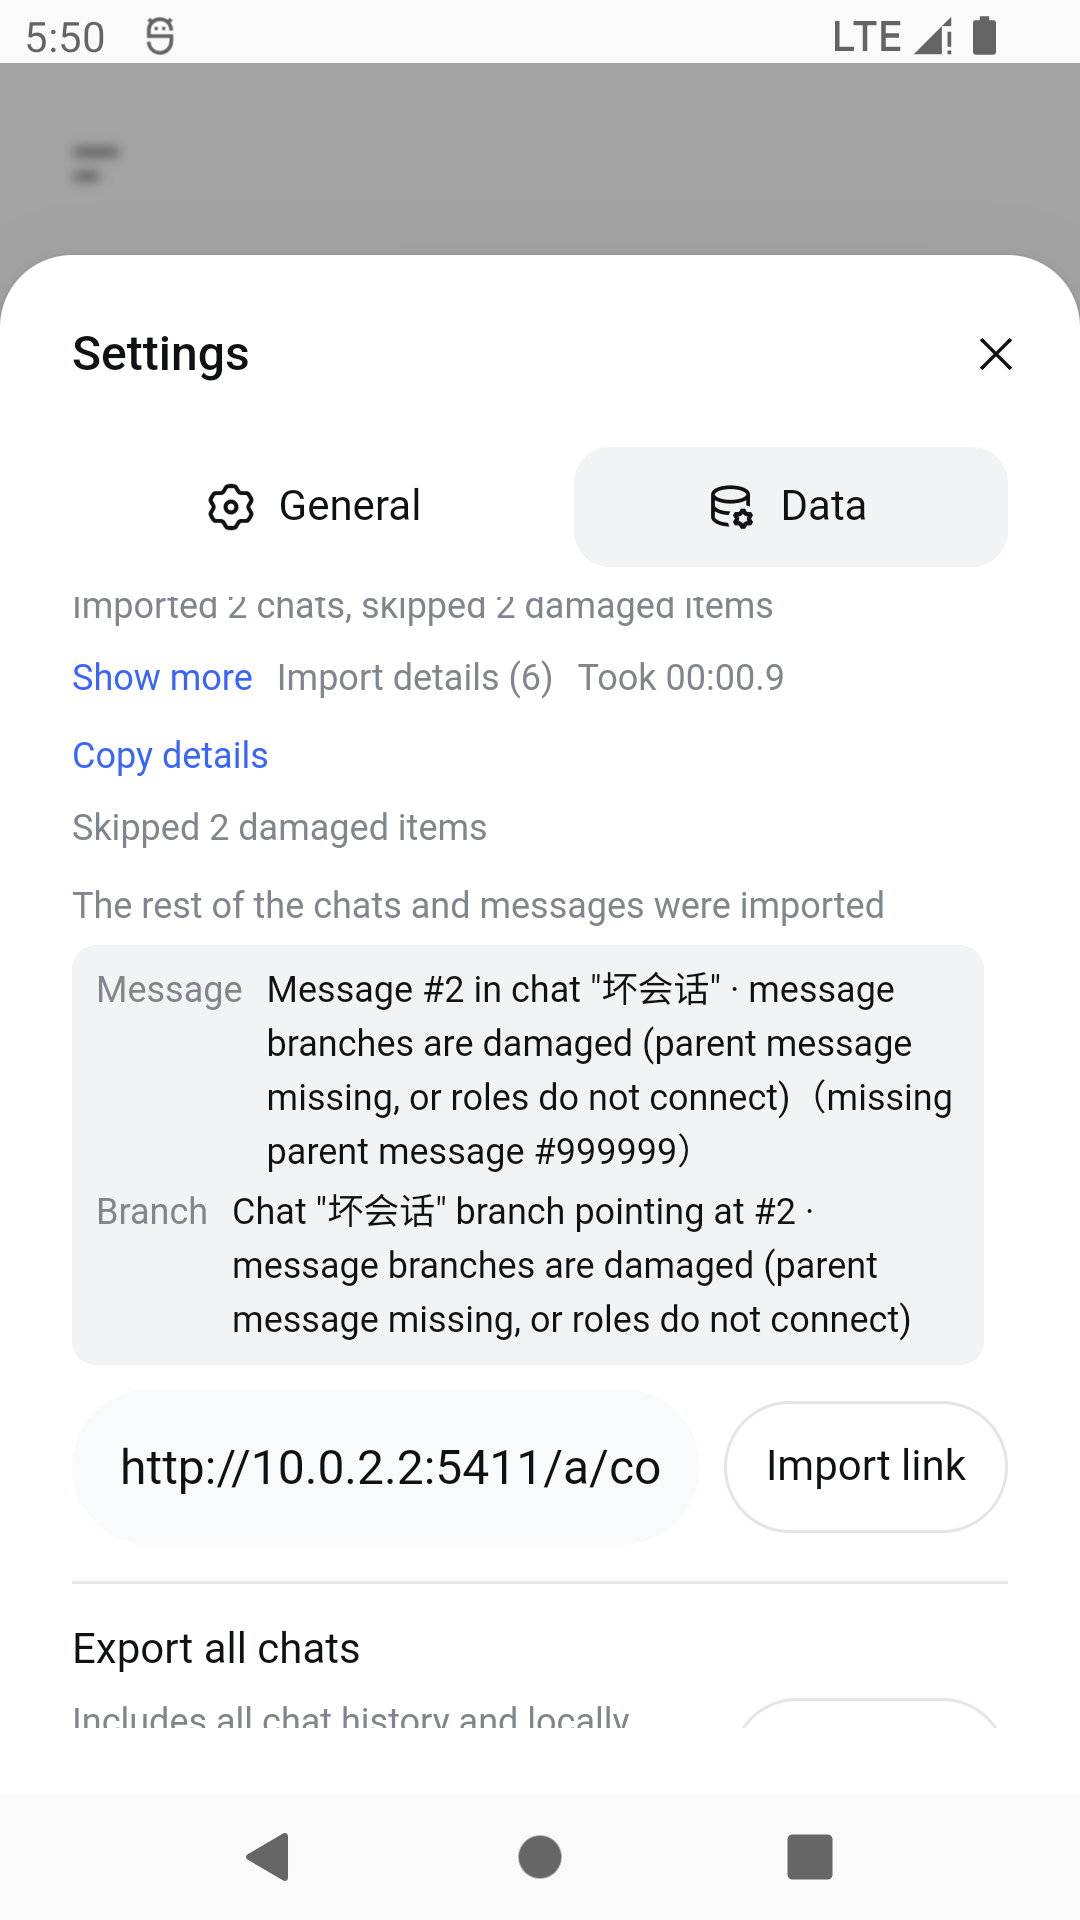 5:50 LTE
Settings
General Data
Imported 2 chats, skipped 2 damaged items
Show more Import details (6) Took 00:00.9
Copy details
Skipped 2 damaged items
The rest of the chats and messages were imported
Message Message #2 in chat "坏会话" · message
branches are damaged (parent message
missing, or roles do not connect)（missing
parent message #999999）
Branch Chat "坏会话" branch pointing at #2 ·
message branches are damaged (parent
message missing, or roles do not connect)
http://10.0.2.2:5411/a/co Import link
Export all chats
Includes all chat history and locally